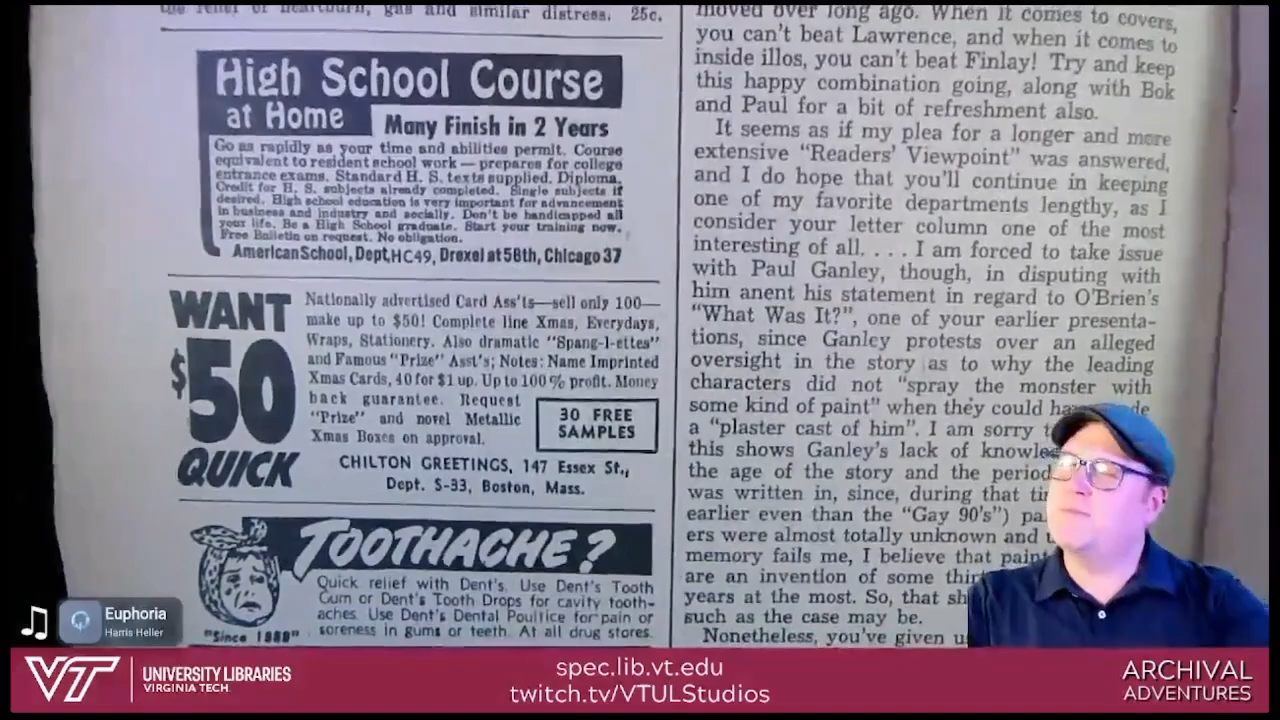 the relief of heartburn, gas and similar distress. 25c.
High School Course
at Home
Many Finish in 2 Years
Go as rapidly as your time and abilities permit. Course
equivalent to resident school work — prepares for college
entrance exams. Standard H. S. texts supplied. Diploma.
Credit for H. S. subjects already completed. Single subjects if
desired. High school education is very important for advancement
in business and industry and socially. Don't be handicapped all
your life. Be a High School graduate. Start your training now.
Free Bulletin on request. No obligation.
American School, Dept, HC49, Drexel at 58th, Chicago 37
WANT
$50
QUICK
Nationally advertised Card Ass'ts—sell only 100—
make up to $50! Complete line Xmas, Everydays,
Wraps, Stationery. Also dramatic "Spang-l-ettes"
and Famous "Prize" Asst's; Notes: Name Imprinted
Xmas Cards, 40 for $1 up. Up to 100% profit. Money
back guarantee. Request
"Prize" and novel Metallic
Xmas Boxes on approval.
30 FREE
SAMPLES
CHILTON GREETINGS, 147 Essex St.,
Dept. S-33, Boston, Mass.
TOOTHACHE?
Quick relief with Dent's. Use Dent's Tooth
Gum or Dent's Tooth Drops for cavity tooth-
aches. Use Dent's Dental Poultice for pain or
soreness in gums or teeth. At all drug stores.
"Since 1888"
moved over long ago. When it comes to covers,
you can't beat Lawrence, and when it comes to
inside illos, you can't beat Finlay! Try and keep
this happy combination going, along with Bok
and Paul for a bit of refreshment also.
It seems as if my plea for a longer and more
extensive "Readers' Viewpoint" was answered,
and I do hope that you'll continue in keeping
one of my favorite departments lengthy, as I
consider your letter column one of the most
interesting of all. . . . I am forced to take issue
with Paul Ganley, though, in disputing with
him anent his statement in regard to O'Brien's
"What Was It?", one of your earlier presenta-
tions, since Ganley protests over an alleged
oversight in the story as to why the leading
characters did not "spray the monster with
some kind of paint" when they could
a "plaster cast of him". I am sorry
this shows Ganley's lack of
the age of the story and the period
was written in, since, during that
earlier even than the "Gay 90's")
ers were almost totally unknown and
memory fails me, I believe that
are an invention of some
years at the most. So, that
such as the case may be.
Nonetheless, you've given
Euphoria
Harris Heller
VT
UNIVERSITY LIBRARIES
VIRGINIA TECH
spec.lib.vt.edu
twitch.tv/VTULStudios
ARCHIVAL
ADVENTURES